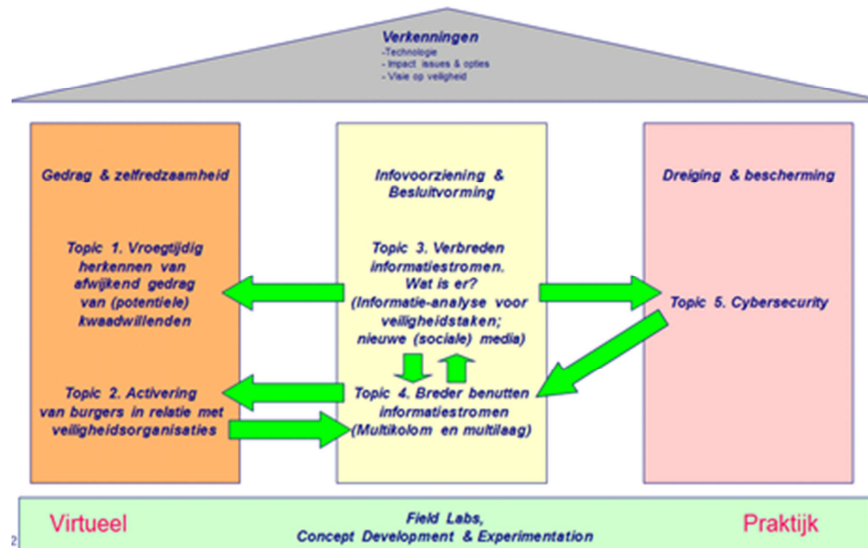 Verkenningen
-Technologie
- Impact issues & opties
- Visie op veiligheid
Gedrag & zelfredzaamheid
Topic 1. Vroegtijdig
herkennen van
afwijkend gedrag
van (potentiele)
kwaadwillenden
Topic 2. Activering
van burgers in relatie met
veiligheidsorganisaties
Infovoorziening &
Besluitvorming
Topic 3. Verbreden
informatiestromen.
Wat is er?
(Informatie-analyse voor
veiligheidstaken;
nieuwe (sociale) media)
Topic 4. Breder benutten
informatiestromen
(Multikolom en multilaag)
Dreiging & bescherming
Topic 5. Cybersecurity
Virtueel
Field Labs,
Concept Development & Experimentation
Praktijk
2